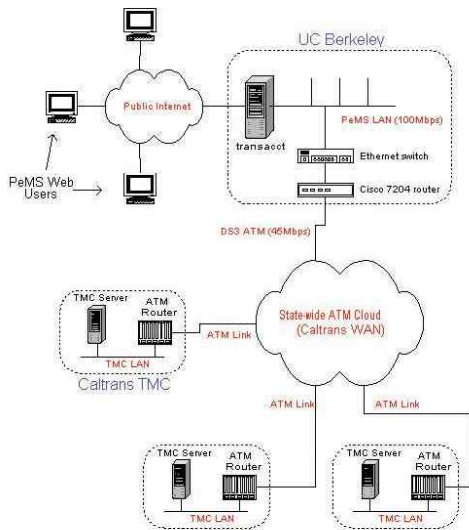 UC Berkeley
Public Internet
PeMS LAN (100Mbps)
transacct
Ethernet switch
PeMS Web
Users
Cisco 7204 router
DS3 ATM (45Mbps)
State-wide ATM Cloud
(Caltrans WAN)
TMC Server
ATM
Router
ATM Link
TMC LAN
Caltrans TMC
ATM Link
ATM Link
TMC Server
ATM
Router
TMC LAN
TMC Server
ATM
Router
TMC LAN